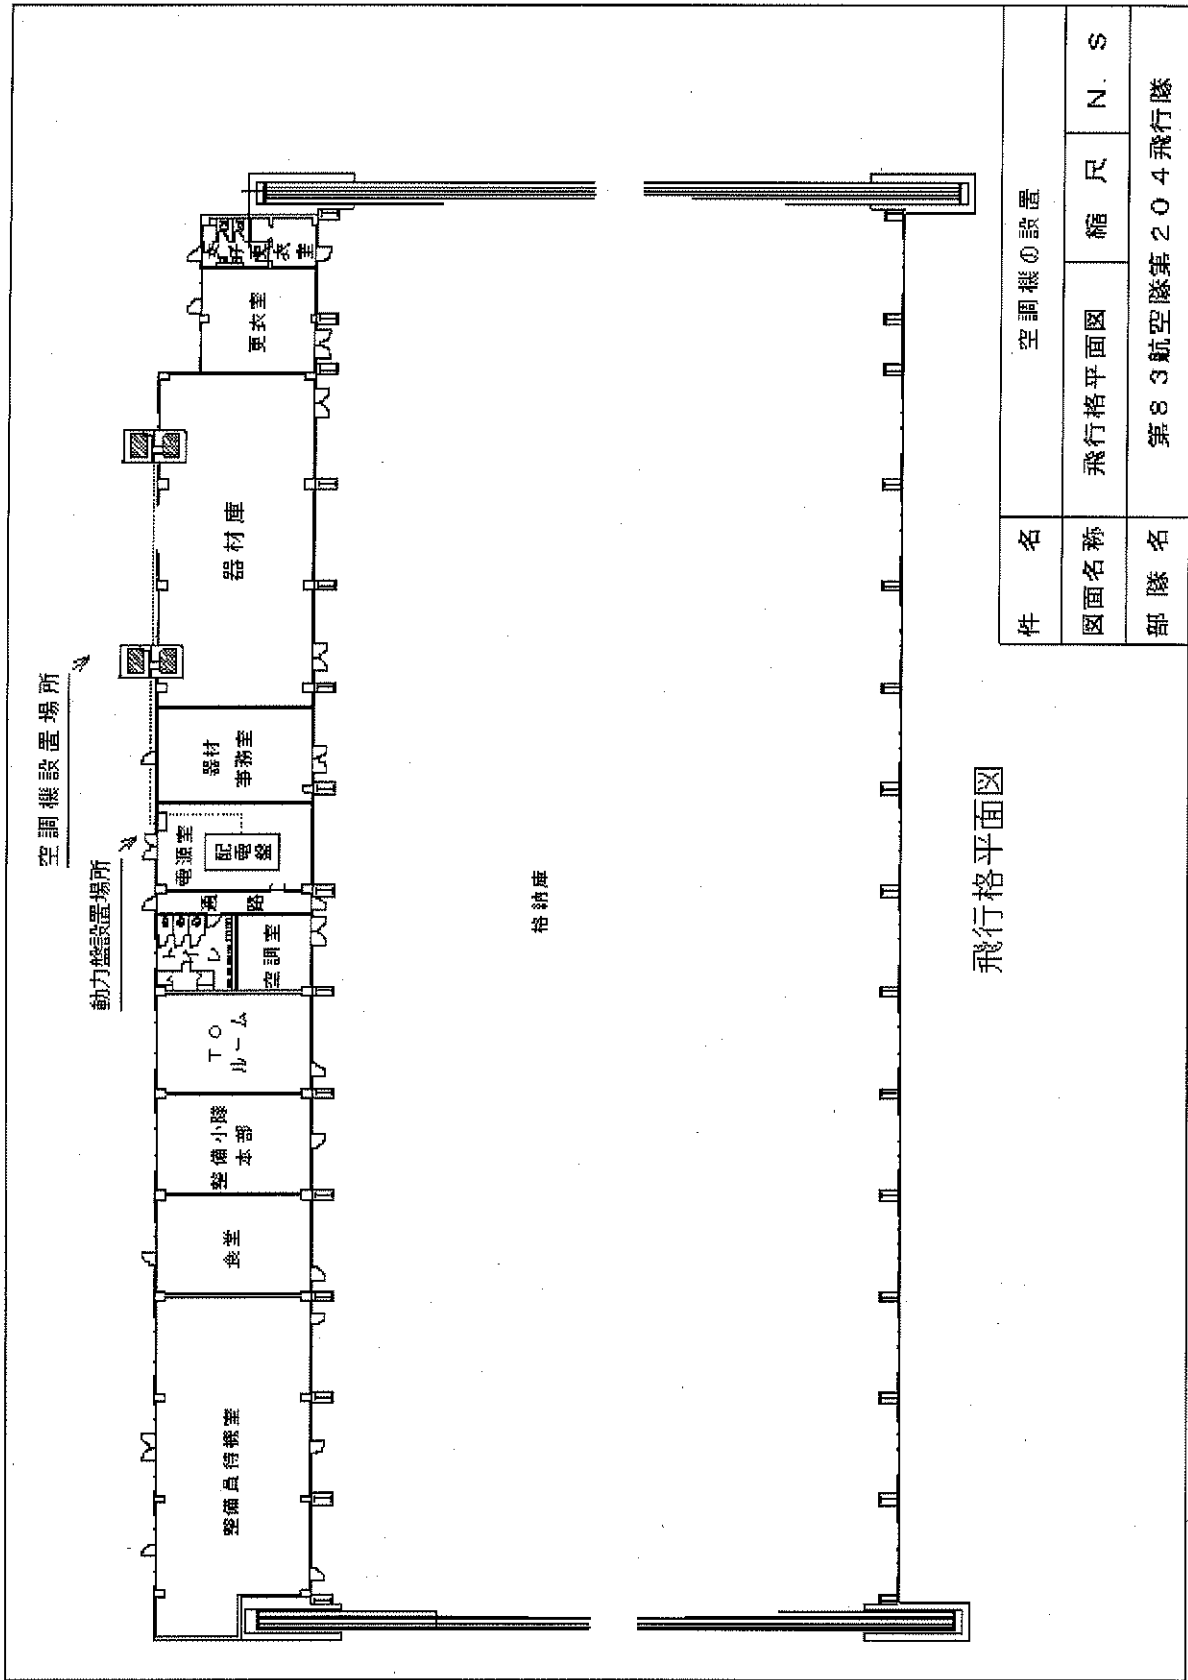 空調機設置場所
動力盤設置場所
整備員待機室
食堂
整備小隊
本部
TO
ルーム
トイレ
空調室
通路
電源室
配電盤
器材
事務室
器材庫
更衣室
更衣室
格納庫
飛行格平面図
件 名
空調機の設置
図面名称
飛行格平面図
縮 尺
N. S
部 隊 名
第83航空隊第204飛行隊